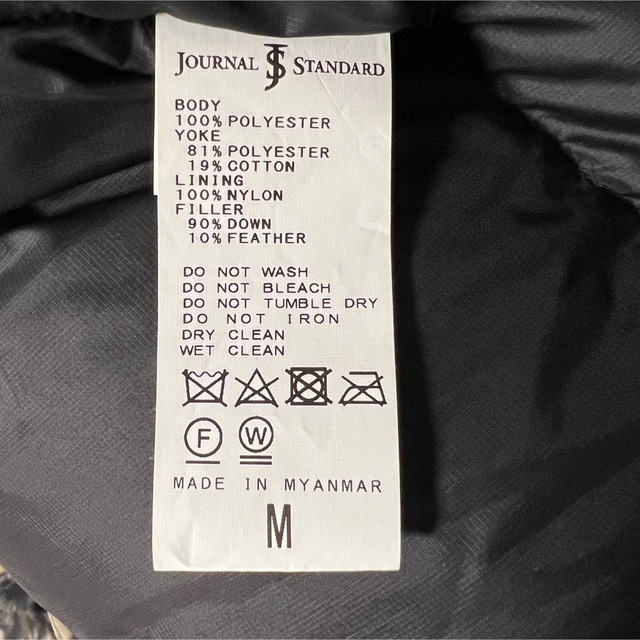 JOURNAL JS STANDARD
BODY
100% POLYESTER
YOKE
81% POLYESTER
19% COTTON
LINING
100% NYLON
FILLER
90% DOWN
10% FEATHER
DO NOT WASH
DO NOT BLEACH
DO NOT TUMBLE DRY
DO NOT IRON
DRY CLEAN
WET CLEAN
F W
MADE IN MYANMAR
M